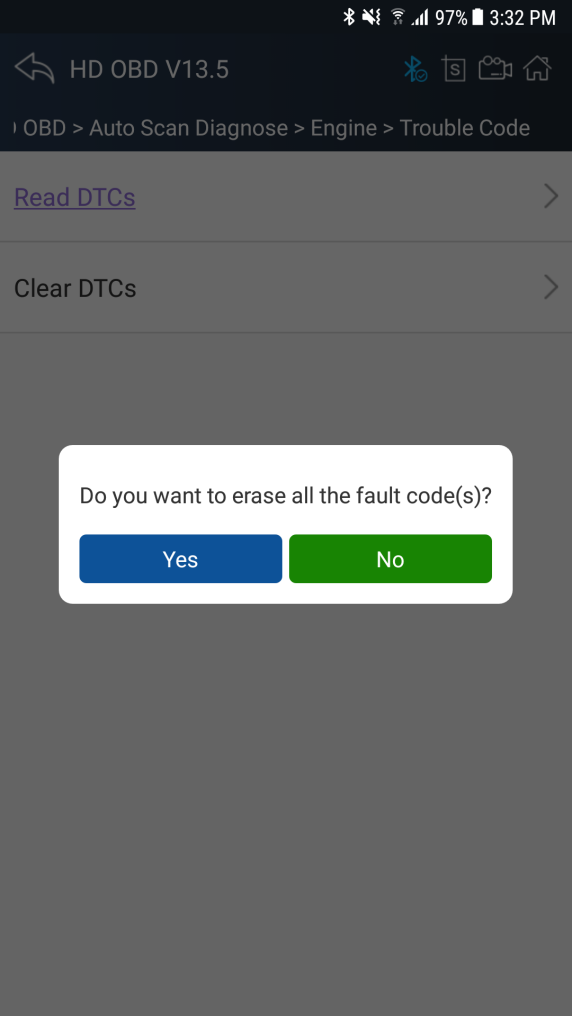 97% 3:32 PM
HD OBD V13.5
S
OBD > Auto Scan Diagnose > Engine > Trouble Code
Read DTCs
Clear DTCs
Do you want to erase all the fault code(s)?
Yes No